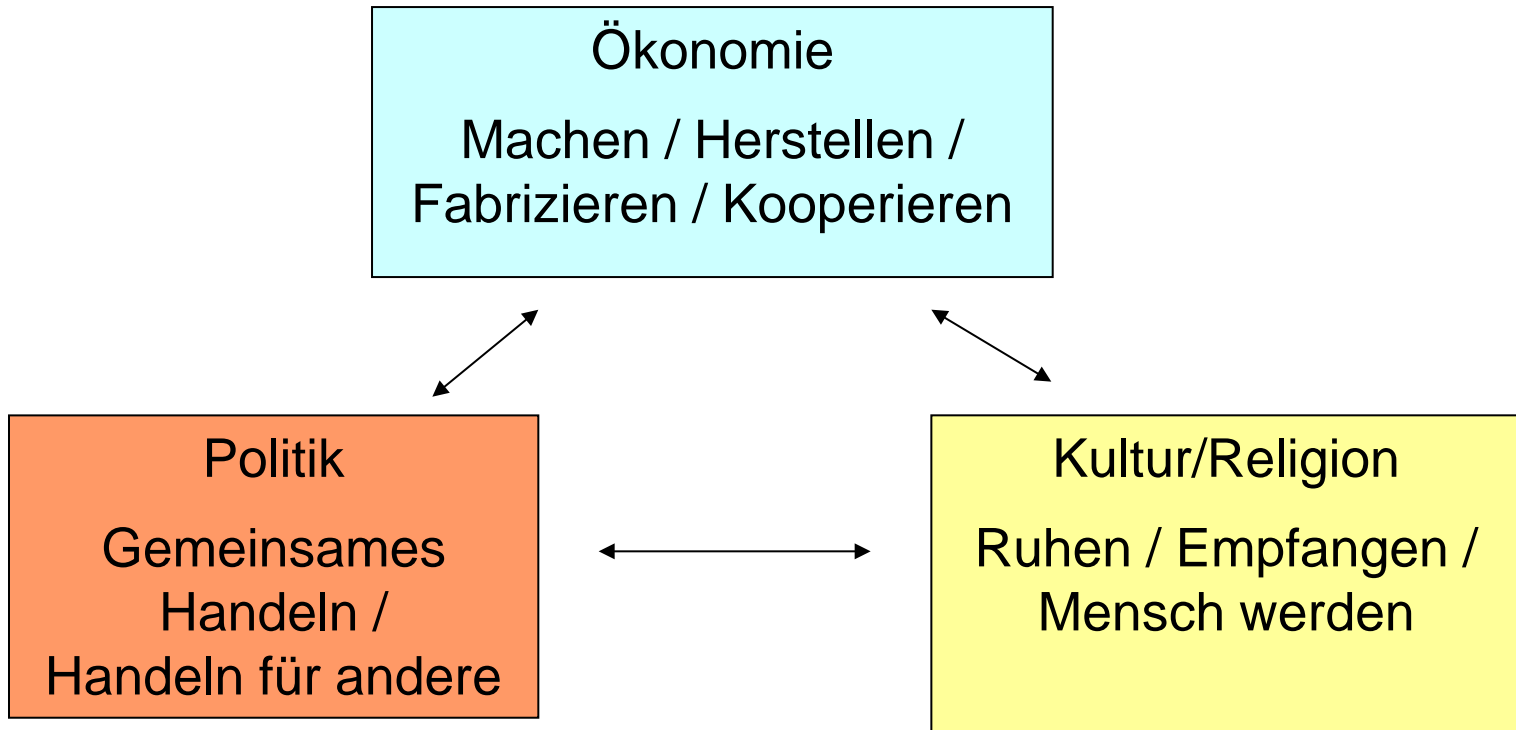 Ökonomie
Machen / Herstellen /
Fabrizieren / Kooperieren
Politik
Gemeinsames
Handeln /
Handeln für andere
Kultur/Religion
Ruhen / Empfangen /
Mensch werden